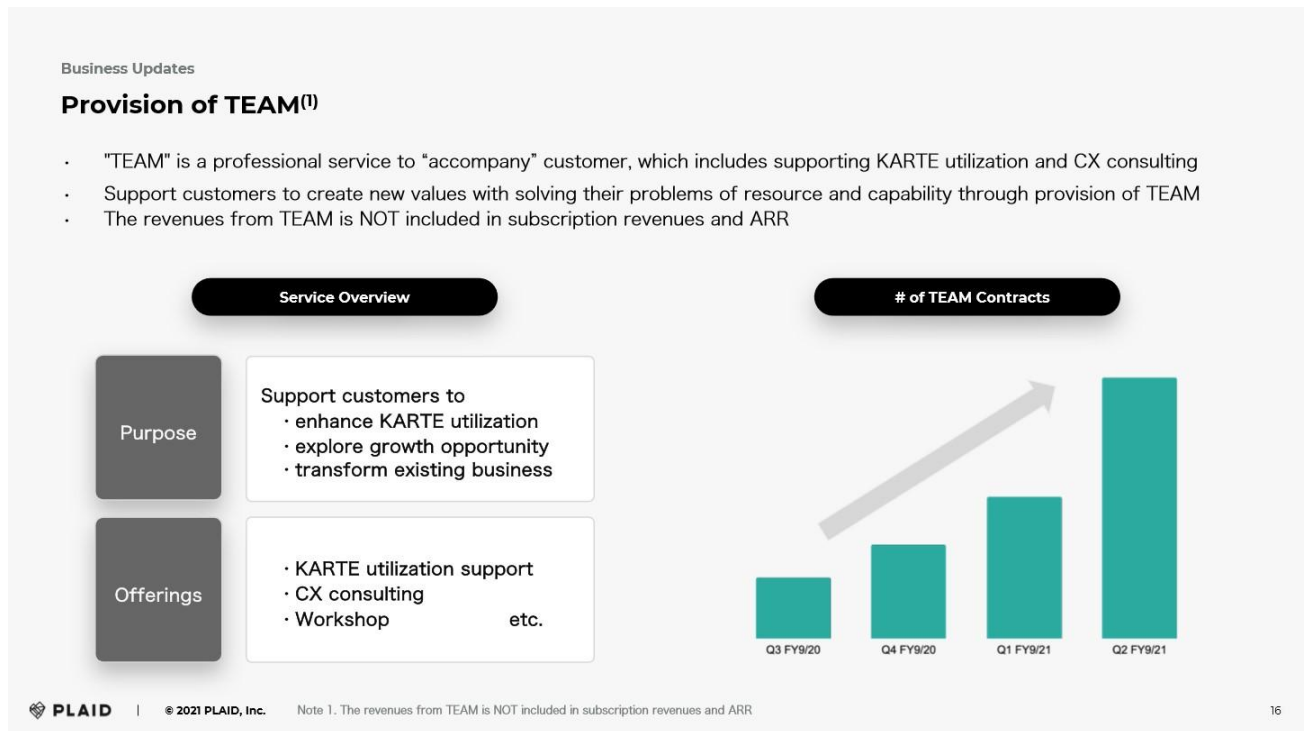 Business Updates
Provision of TEAM(1)
· "TEAM" is a professional service to “accompany” customer, which includes supporting KARTE utilization and CX consulting
· Support customers to create new values with solving their problems of resource and capability through provision of TEAM
· The revenues from TEAM is NOT included in subscription revenues and ARR
Service Overview
Purpose
Support customers to
· enhance KARTE utilization
· explore growth opportunity
· transform existing business
Offerings
· KARTE utilization support
· CX consulting
· Workshop etc.
# of TEAM Contracts
Q3 FY9/20 Q4 FY9/20 Q1 FY9/21 Q2 FY9/21
PLAID | © 2021 PLAID, Inc. Note 1. The revenues from TEAM is NOT included in subscription revenues and ARR 16